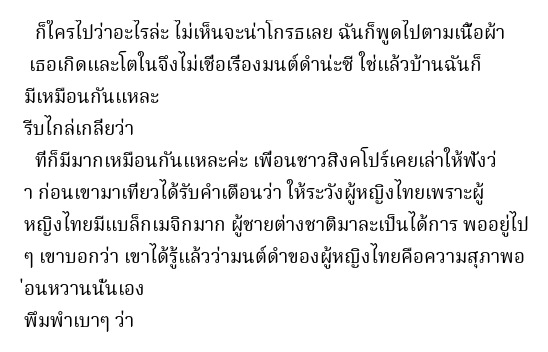 ก็ใครไปว่าอะไรล่ะ ไม่เห็นจะน่าโกรธเลย ฉันก็พูดไปตามเนื้อผ้า
เธอเกิดและโตในจึงไม่เชื่อเรื่องมนต์ดำน่ะซี ใช่แล้วบ้านฉันก็
มีเหมือนกันแหละ
รีบไกล่เกลี่ยว่า
ที่ก็มีมากเหมือนกันแหละค่ะ เพื่อนชาวสิงคโปร์เคยเล่าให้ฟังว่
า ก่อนเขามาเที่ยวได้รับคำเตือนว่า ให้ระวังผู้หญิงไทยเพราะผู้
หญิงไทยมีแบล็กเมจิกมาก ผู้ชายต่างชาติมาละเป็นได้การ พออยู่ไป
ๆ เขาบอกว่า เขาได้รู้แล้วว่ามนต์ดำของผู้หญิงไทยคือความสุภาพอ
่อนหวานนั้นเอง
พึมพำเบาๆ ว่า